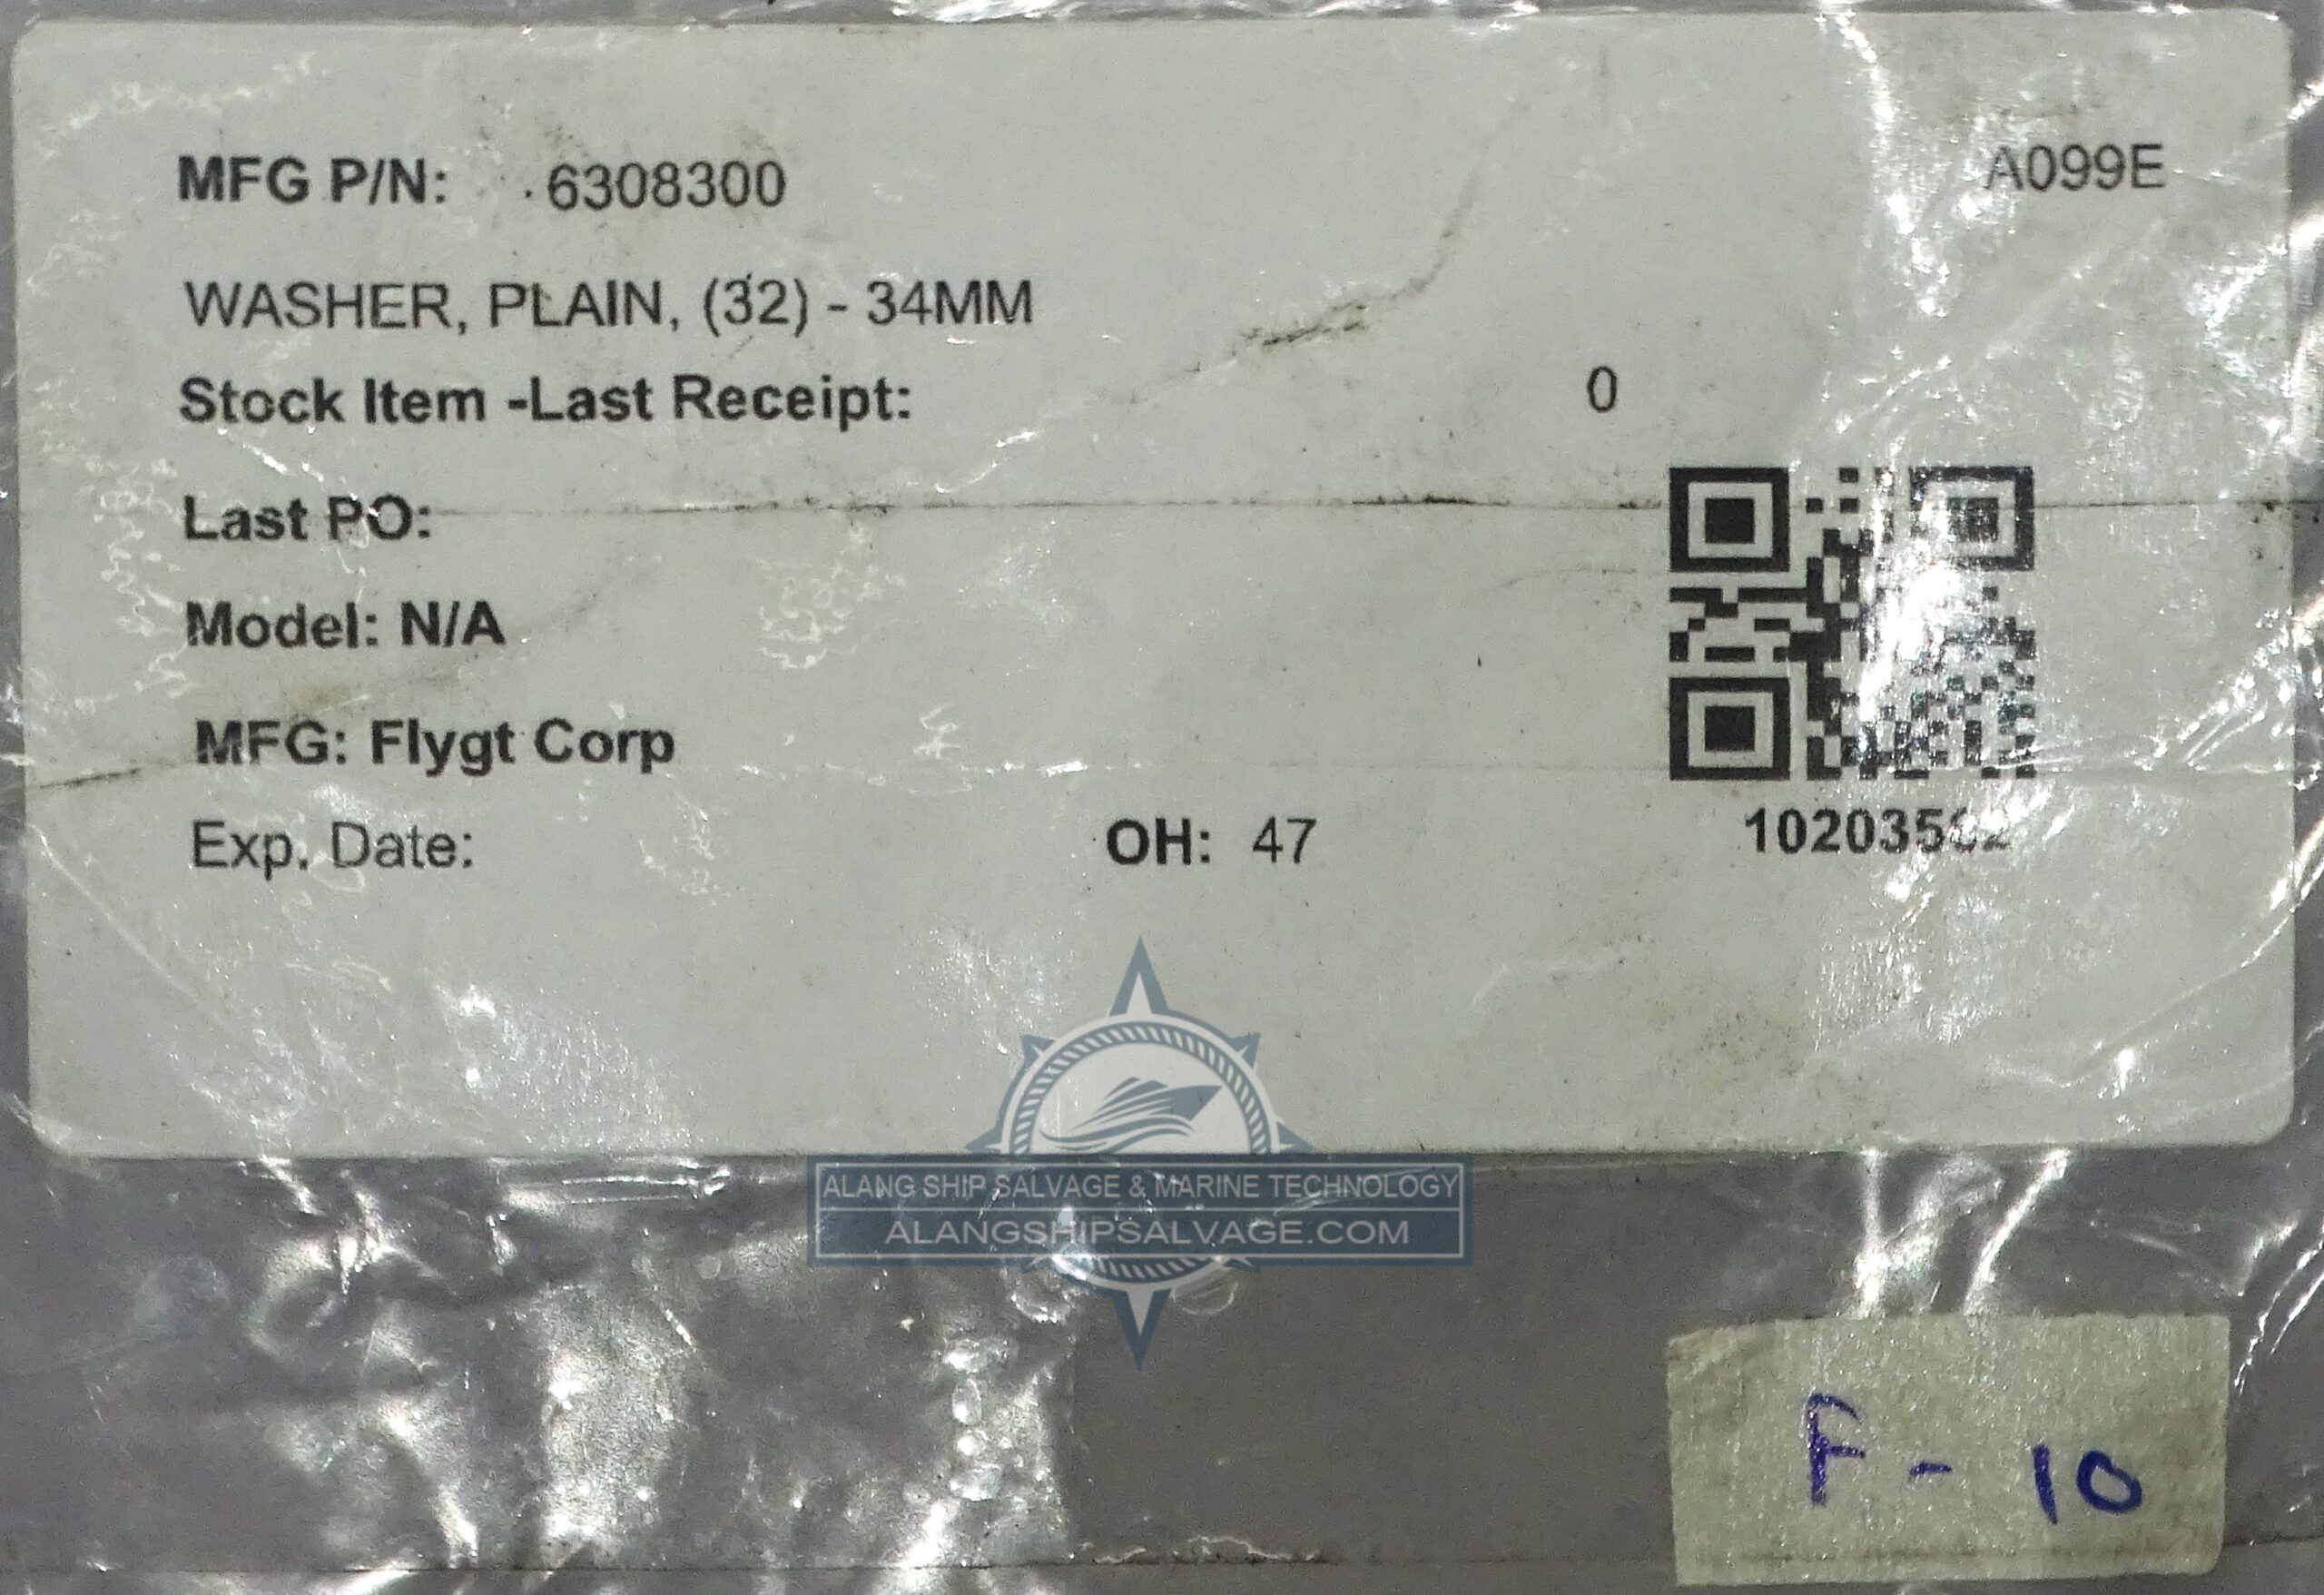 MFG P/N: 6308300 A099E
WASHER, PLAIN, (32) - 34MM
Stock Item -Last Receipt: 0
Last PO:
Model: N/A
MFG: Flygt Corp
Exp. Date: OH: 47
ALANG SHIP SALVAGE & MARINE TECHNOLOGY
ALANGSHIPSALVAGE.COM
F - 10